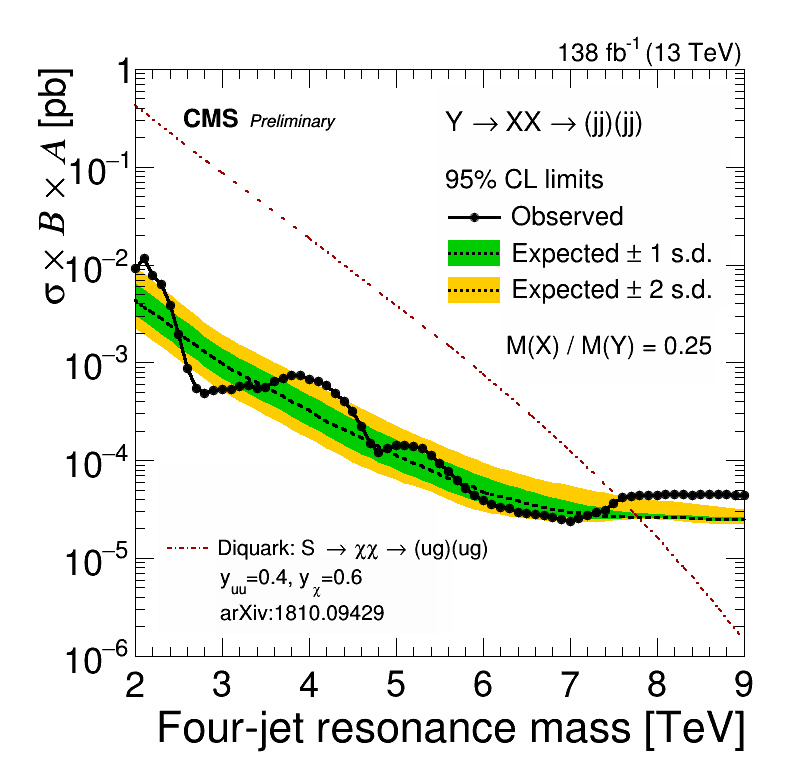 138 fb⁻¹ (13 TeV)
CMS Preliminary
Y → XX → (jj)(jj)
95% CL limits
Observed
Expected ± 1 s.d.
Expected ± 2 s.d.
M(X) / M(Y) = 0.25
Diquark: S → χχ → (ug)(ug)
y_uu=0.4, y_χ=0.6
arXiv:1810.09429
σ × B × A [pb]
1
10⁻¹
10⁻²
10⁻³
10⁻⁴
10⁻⁵
10⁻⁶
2 3 4 5 6 7 8 9
Four-jet resonance mass [TeV]